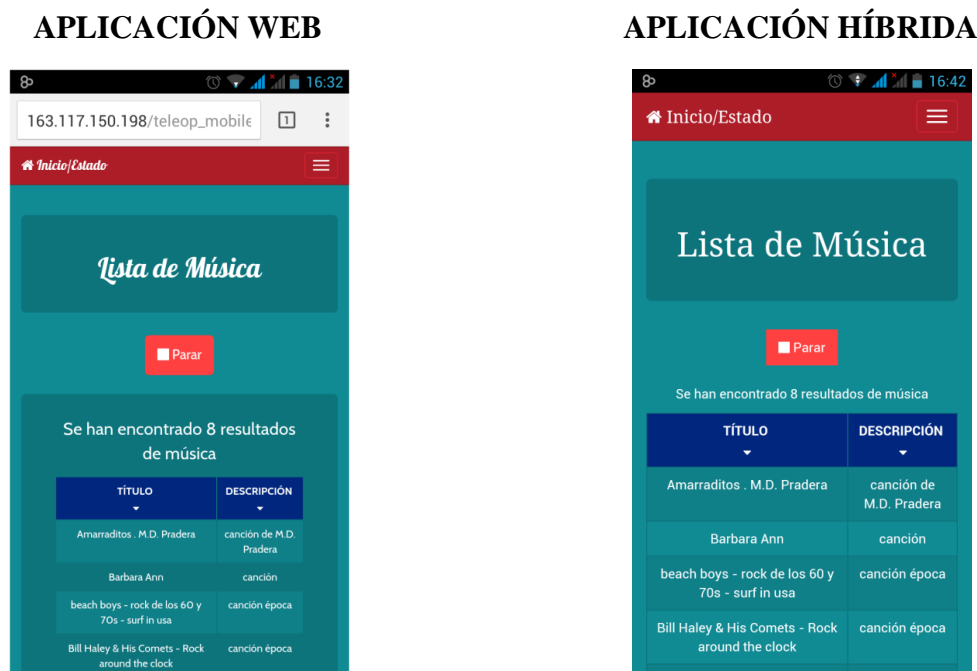 APLICACIÓN WEB
16:32
163.117.150.198/teleop_mobile
1
Inicio/Estado
Lista de Música
Parar
Se han encontrado 8 resultados
de música
TÍTULO
DESCRIPCIÓN
Amarraditos . M.D. Pradera
canción de M.D.
Pradera
Barbara Ann
canción
beach boys - rock de los 60 y
70s - surf in usa
canción época
Bill Haley & His Comets - Rock
around the clock
canción época
APLICACIÓN HÍBRIDA
16:42
Inicio/Estado
Lista de Música
Parar
Se han encontrado 8 resultados de música
TÍTULO
DESCRIPCIÓN
Amarraditos . M.D. Pradera
canción de
M.D. Pradera
Barbara Ann
canción
beach boys - rock de los 60 y
70s - surf in usa
canción época
Bill Haley & His Comets - Rock
around the clock
canción época